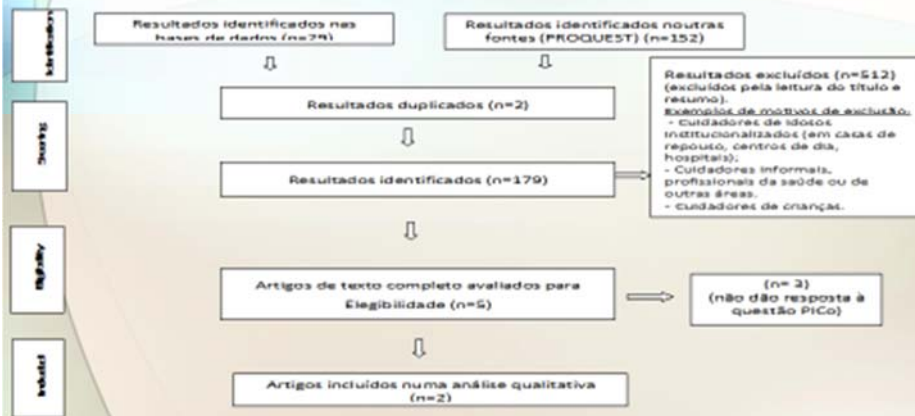 Resultados identificados nas
bases de dados (n=29)
Resultados identificados noutras
fontes (PROQUEST) (n=152)
Resultados duplicados (n=2)
Resultados excluídos (n=512)
(excluídos pela leitura do título e
resumo).
Exemplos de motivos de exclusão.
- Cuidadores de idosos
Institucionalizados (em casas de
repouso, centros de dia,
hospitais);
- Cuidadores informais,
profissionais da saúde ou de
outras áreas.
- Cuidadores de crianças.
Resultados identificados (n=179)
Artigos de texto completo avaliados para
Elegibilidade (n=5)
(n= 3)
(não dão resposta à
questão PICo)
Artigos incluídos numa análise qualitativa
(n=2)